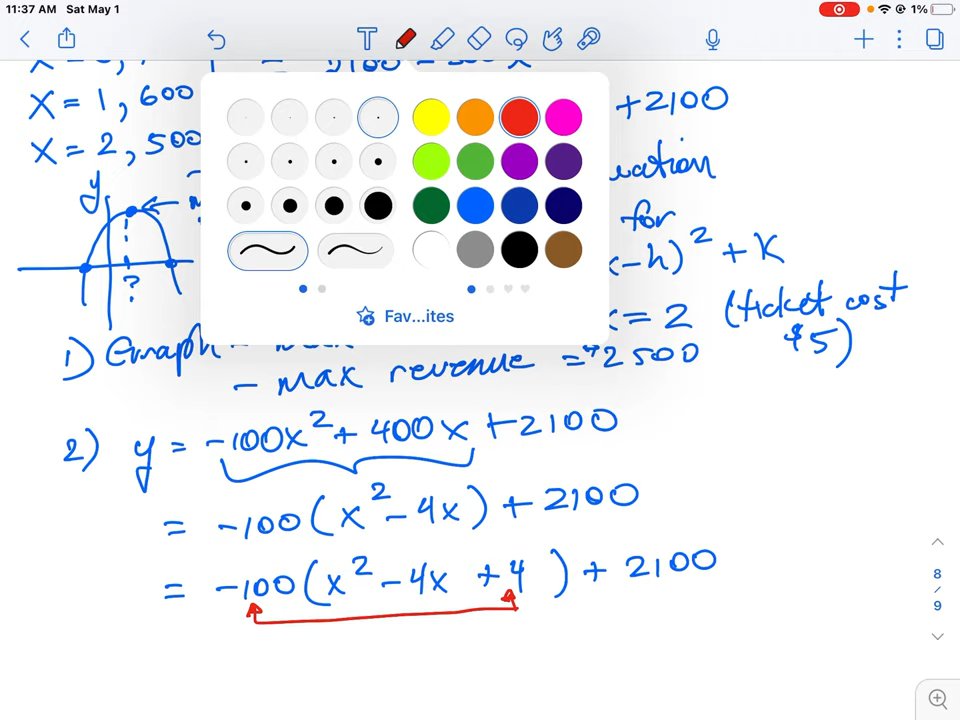 11:37 AM Sat May 1
1%
X = 1, 600
+2100
X = 2, 500
y
for
-h)² + K
?
x = 2 (ticket cost
$5)
1) Graph
- max revenue = $2500
2) y = -100x² + 400x + 2100
= -100(x² - 4x) + 2100
= -100(x² - 4x + 4 ) + 2100
Fav...ites
8
/
9